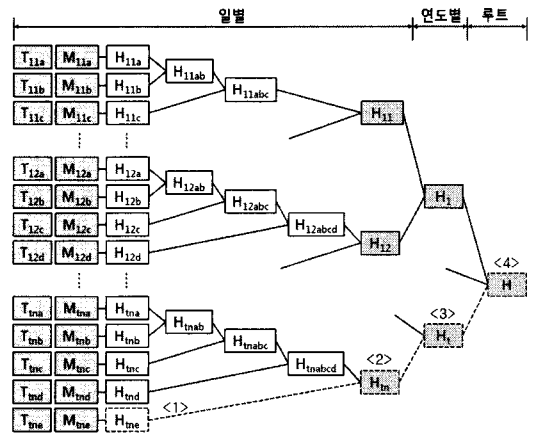 일별 연도별 루트
T11a M11a H11a
H11ab
T11b M11b H11b
H11abc
T11c M11c H11c
H11
T12a M12a H12a
H12ab
T12b M12b H12b
H12abc
H1
T12c M12c H12c
H12abcd
T12d M12d H12d
H12
<4>
H
Ttna Mtna Htna
<3>
Htnab
Ht
Ttnb Mtnb Htnb
Htnabc
Ttnc Mtnc Htnc
<2>
Htnabcd
Htn
Ttnd Mtnd Htnd
<1>
Ttne Mtne Htne